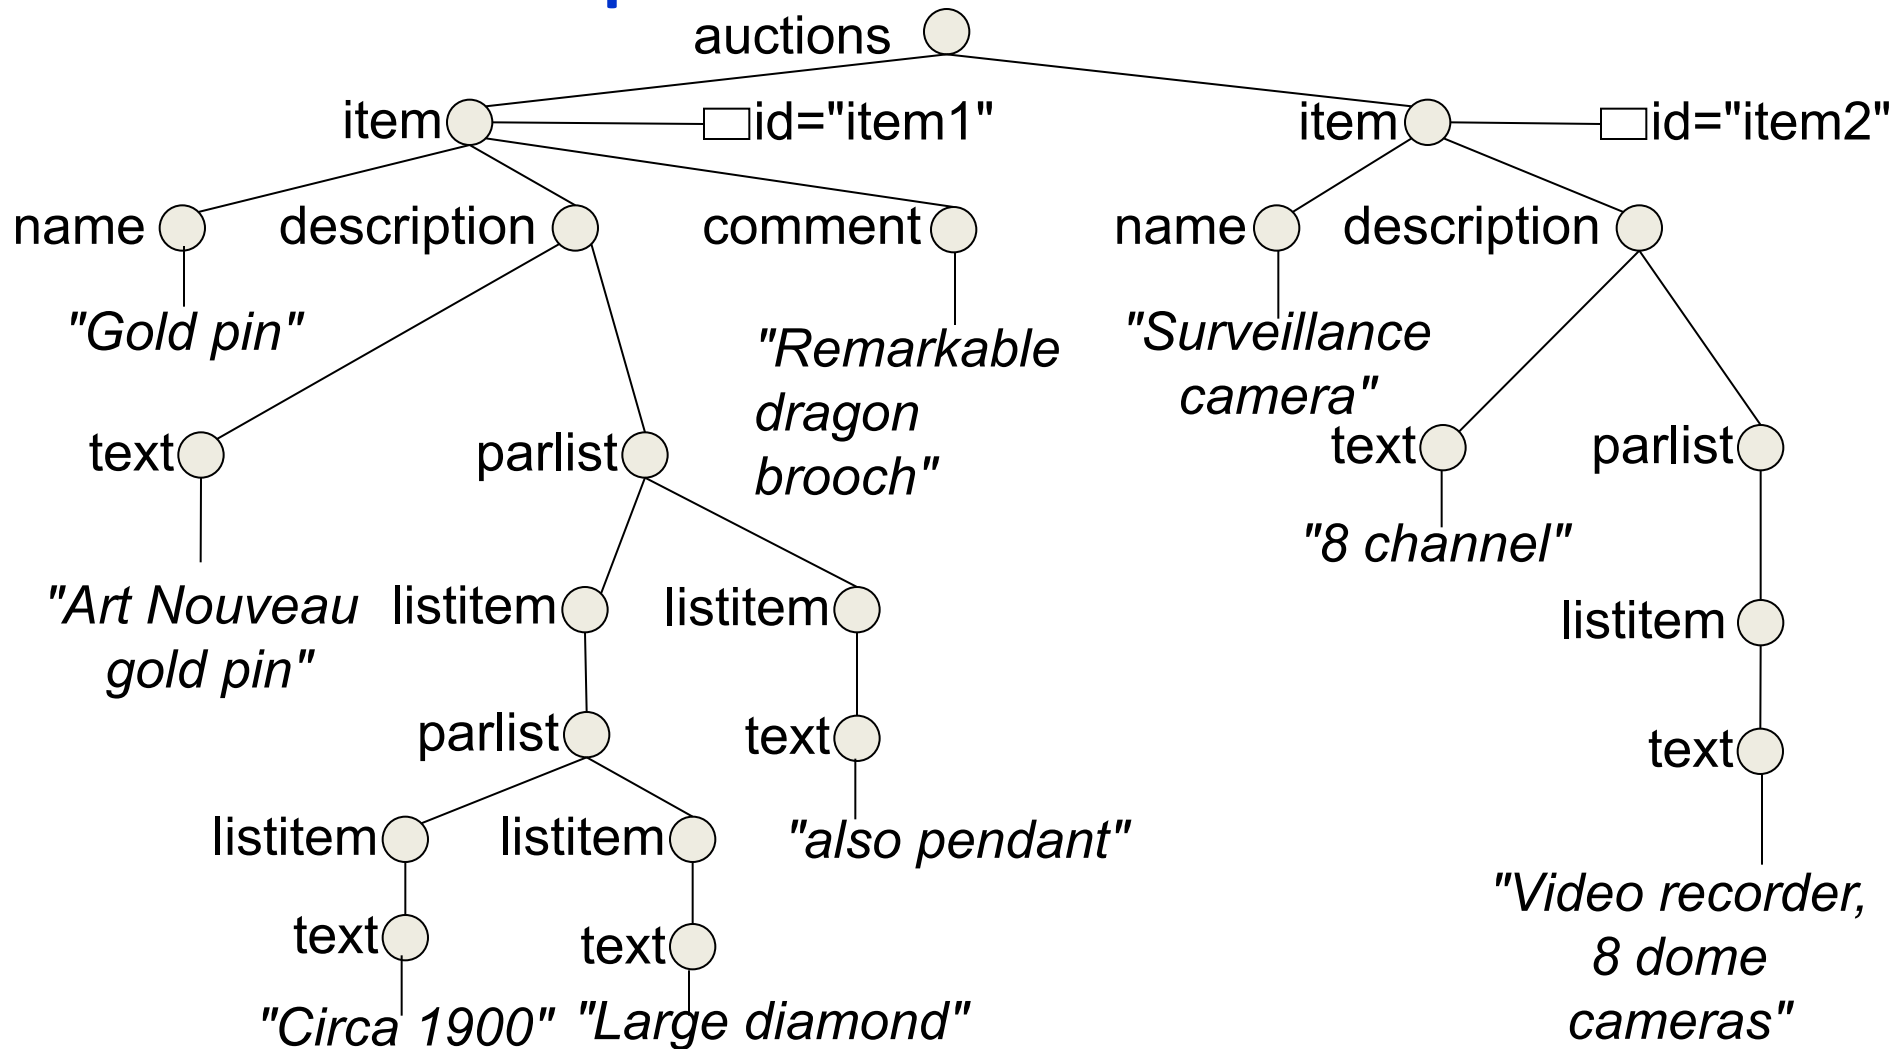 auctions
item id="item1" item id="item2"
name description comment name description
"Gold pin" "Remarkable "Surveillance
dragon camera"
brooch"
text parlist text parlist
"8 channel"
"Art Nouveau listitem listitem listitem
gold pin"
parlist text text
listitem listitem "also pendant"
"Video recorder,
text text 8 dome
"Circa 1900" "Large diamond" cameras"